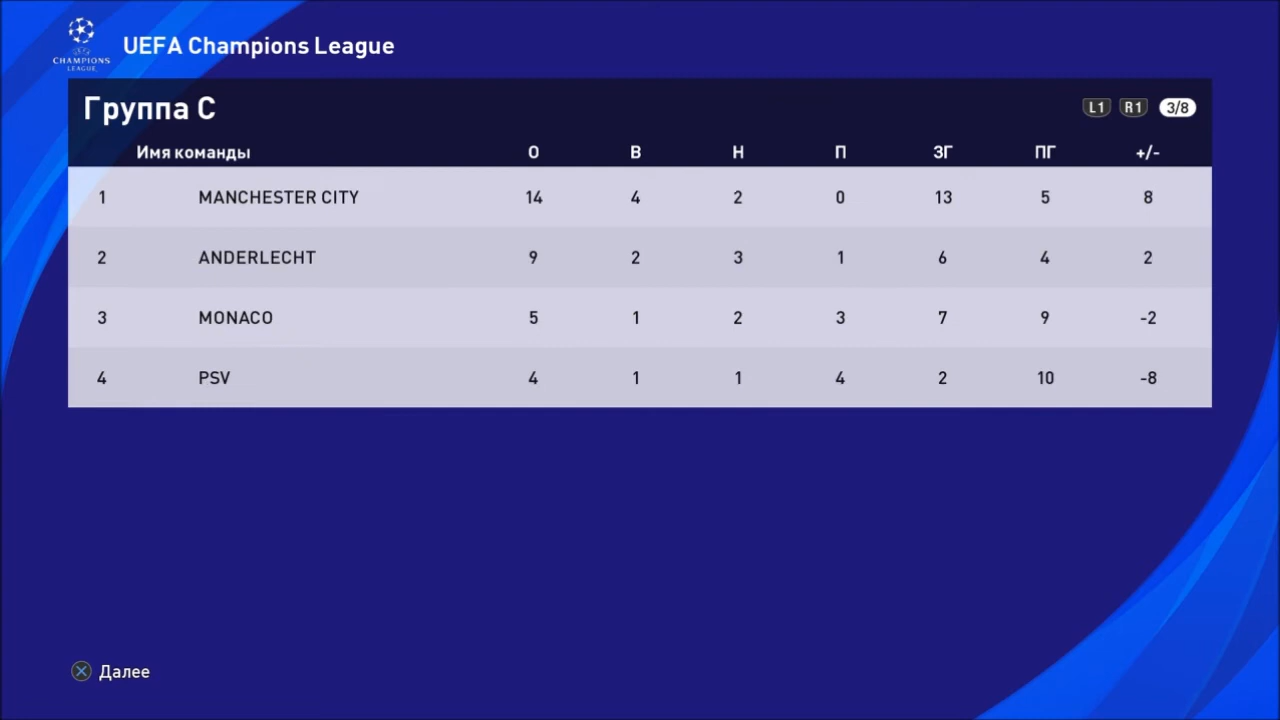 UEFA Champions League
CHAMPIONS
LEAGUE
Группа C
L1 R1 3/8
Имя команды О В Н П ЗГ ПГ +/-
1 MANCHESTER CITY 14 4 2 0 13 5 8
2 ANDERLECHT 9 2 3 1 6 4 2
3 MONACO 5 1 2 3 7 9 -2
4 PSV 4 1 1 4 2 10 -8
Далее